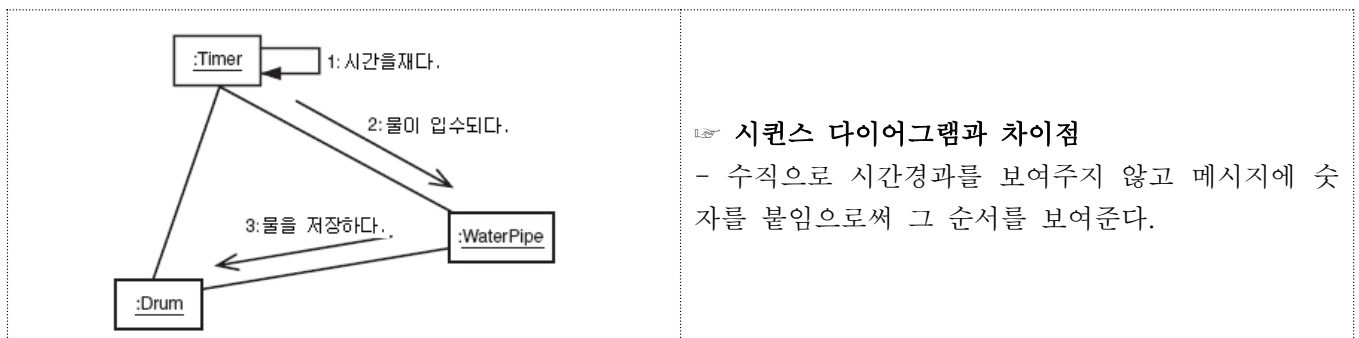 :Timer
1:시간을재다.
2:물이 입수되다.
3:물을 저장하다.
:WaterPipe
:Drum
☞ 시퀀스 다이어그램과 차이점
- 수직으로 시간경과를 보여주지 않고 메시지에 숫
자를 붙임으로써 그 순서를 보여준다.